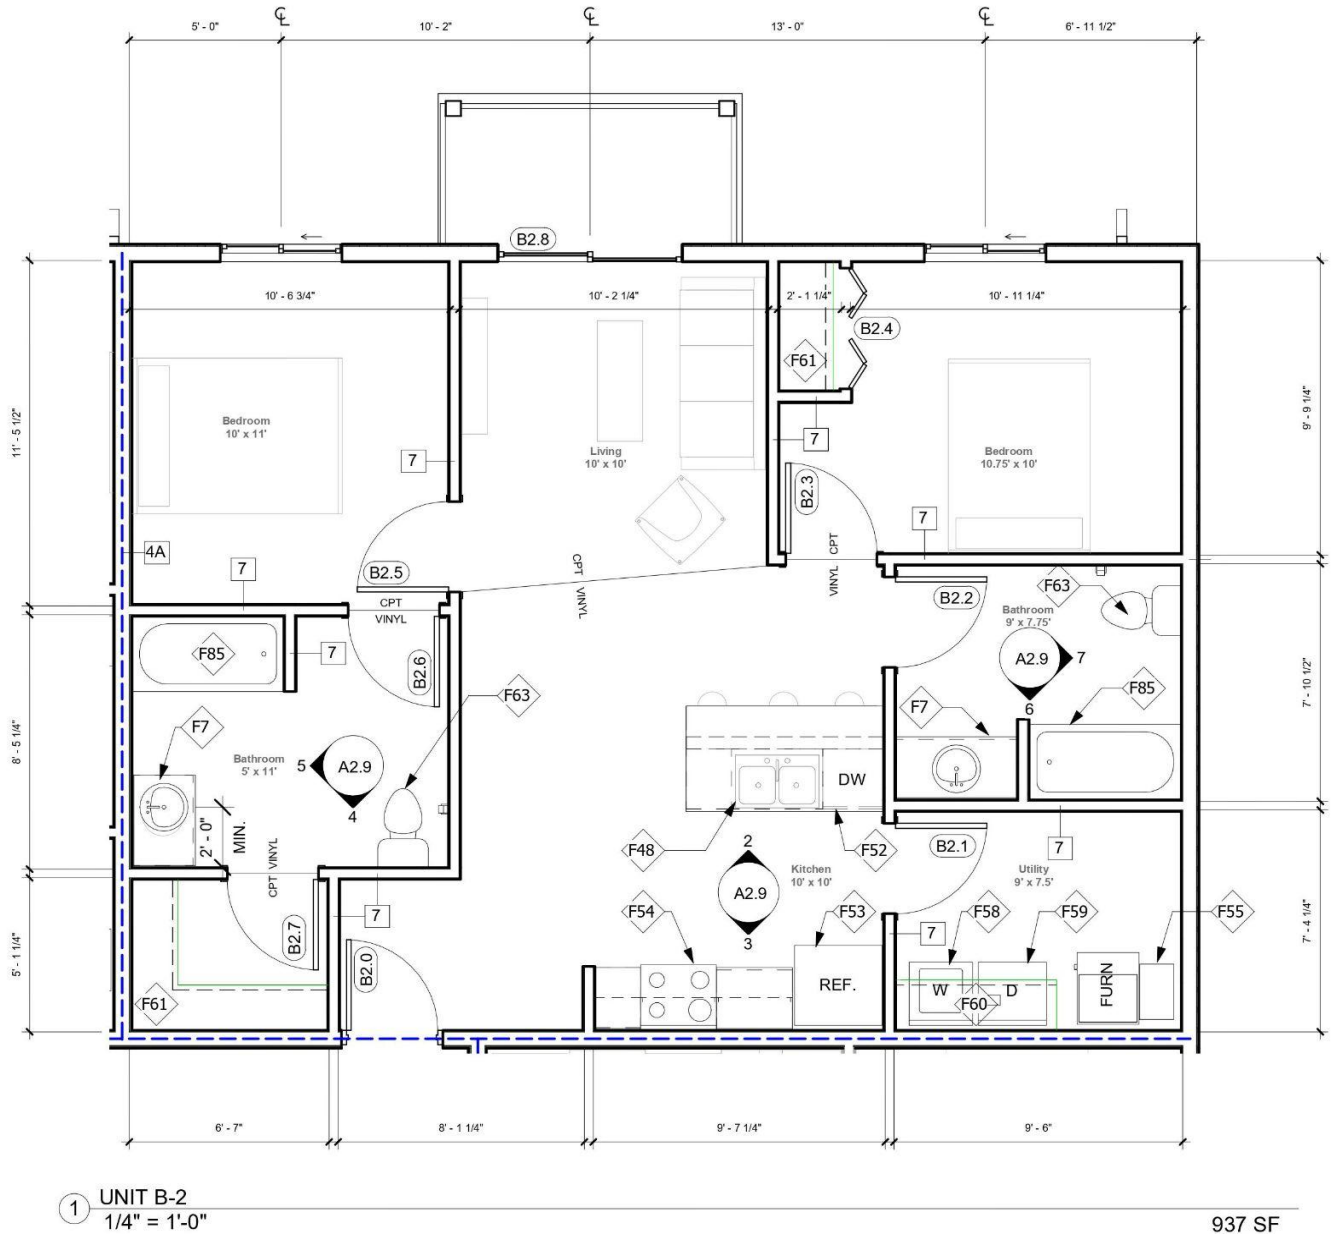 5' - 0"
10' - 2"
13' - 0"
6' - 11 1/2"
B2.8
10' - 6 3/4"
10' - 2 1/4"
2' - 1 1/4"
10' - 11 1/4"
B2.4
F61
11' - 5 1/2"
9' - 9 1/4"
Bedroom
10' x 11'
7
Living
10' x 10'
7
Bedroom
10.75' x 10'
B2.3
7
4A
7
B2.5
CPT
VINYL
CPT
VINYL
VINYL
CPT
B2.2
F63
Bathroom
9' x 7.75'
A2.9
7
6
F85
F7
F85
7
B2.6
F63
F7
Bathroom
5' x 11'
5
A2.9
4
8' - 5 1/4"
7' - 10 1/2"
DW
2' - 0"
MIN.
CPT
VINYL
F48
F52
2
A2.9
3
Kitchen
10' x 10'
B2.1
Utility
9' x 7.5'
7
F54
F53
7
F58
F59
F55
7
B2.7
B2.0
5' - 1 1/4"
7' - 4 1/4"
F61
REF.
W
F60
D
FURN
6' - 7"
8' - 1 1/4"
9' - 7 1/4"
9' - 6"
1
UNIT B-2
1/4" = 1'-0"
937 SF